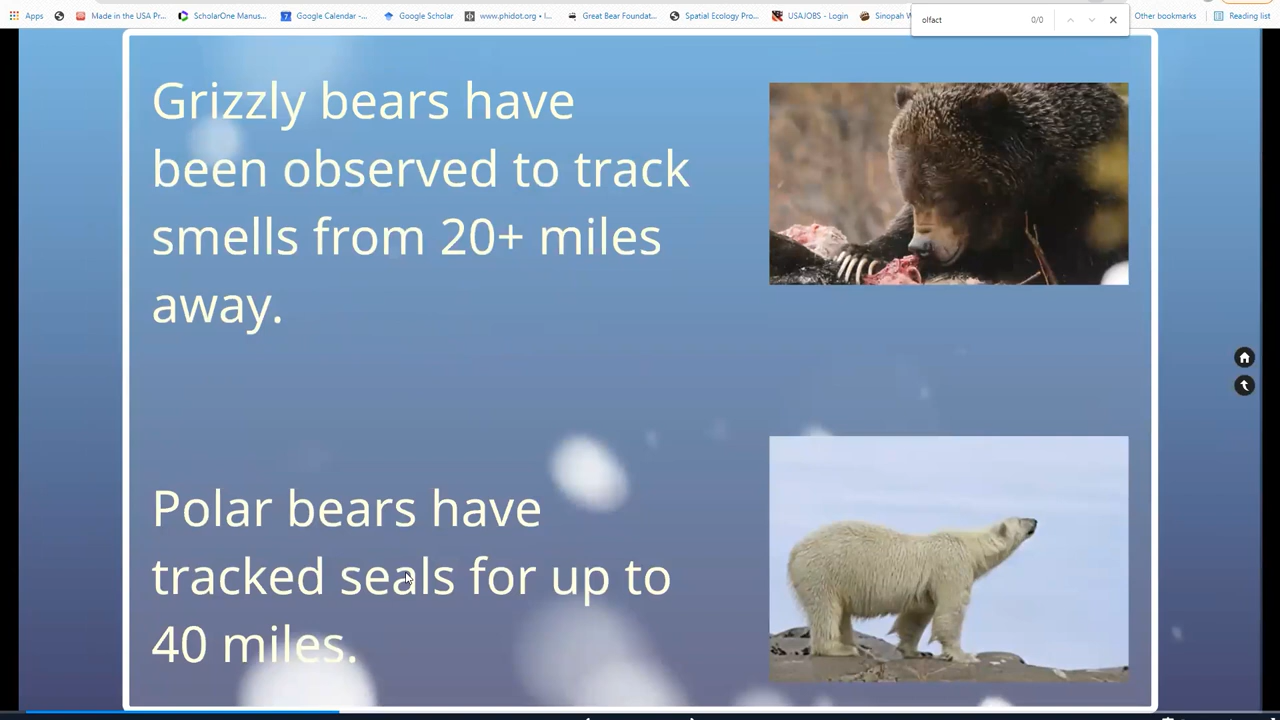 Apps
Made in the USA Pr...
ScholarOne Manus...
Google Calendar -...
Google Scholar
www.phidot.org • I...
Great Bear Foundat...
Spatial Ecology Pro...
USAJOBS - Login
Sinopah W
olfact
0/0
Other bookmarks
Reading list
Grizzly bears have
been observed to track
smells from 20+ miles
away.
Polar bears have
tracked seals for up to
40 miles.